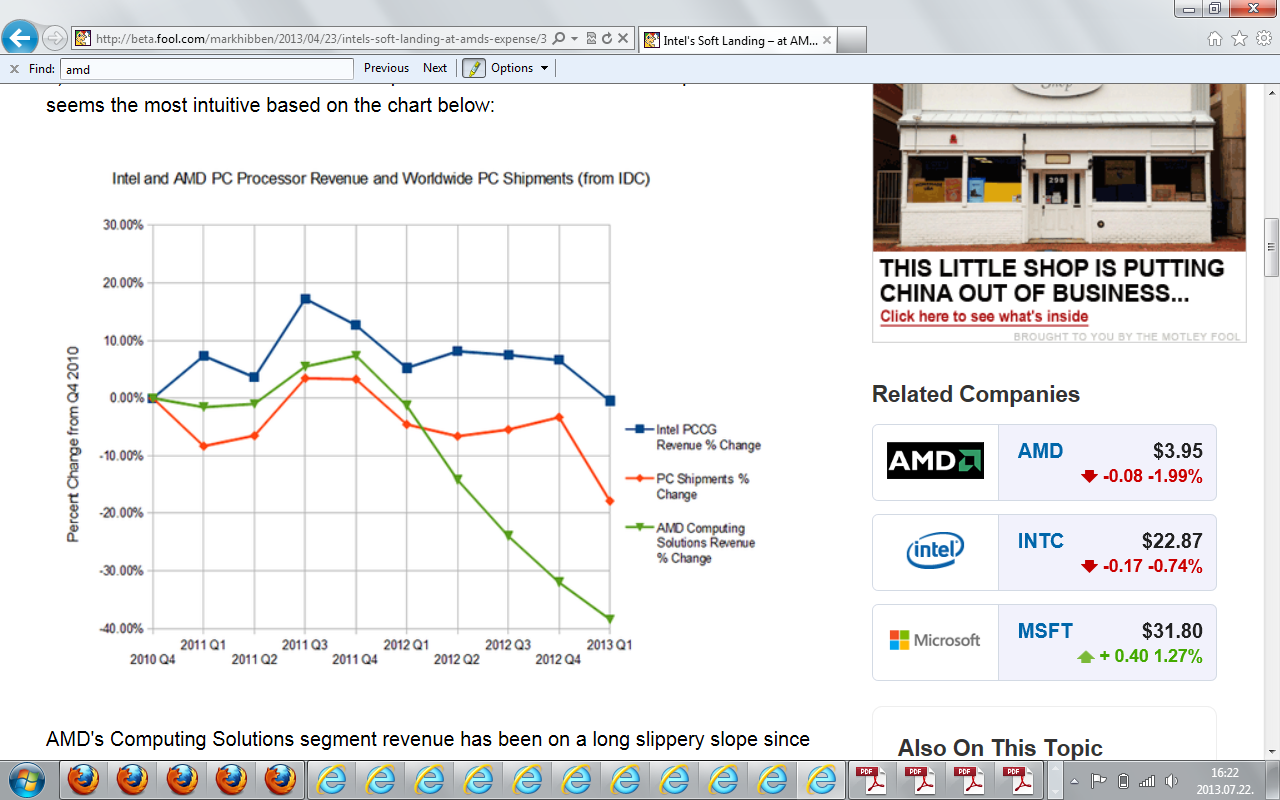 http://beta.fool.com/markhibben/2013/04/23/intels-soft-landing-at-amds-expense/3
Intel's Soft Landing – at AM...
Find: amd Previous Next Options
seems the most intuitive based on the chart below:
Intel and AMD PC Processor Revenue and Worldwide PC Shipments (from IDC)
Percent Change from Q4 2010
30.00%
20.00%
10.00%
0.00%
-10.00%
-20.00%
-30.00%
-40.00%
2010 Q4
2011 Q1
2011 Q2
2011 Q3
2011 Q4
2012 Q1
2012 Q2
2012 Q3
2012 Q4
2013 Q1
Intel PCCG
Revenue % Change
PC Shipments %
Change
AMD Computing
Solutions Revenue
% Change
AMD's Computing Solutions segment revenue has been on a long slippery slope since
Shop
298
THIS LITTLE SHOP IS PUTTING
CHINA OUT OF BUSINESS...
Click here to see what's inside
BROUGHT TO YOU BY THE MOTLEY FOOL
Related Companies
AMD
AMD $3.95
-0.08 -1.99%
intel
INTC $22.87
-0.17 -0.74%
Microsoft
MSFT $31.80
+ 0.40 1.27%
Also On This Topic
PDF
PDF
PDF
PDF
16:22
2013.07.22.